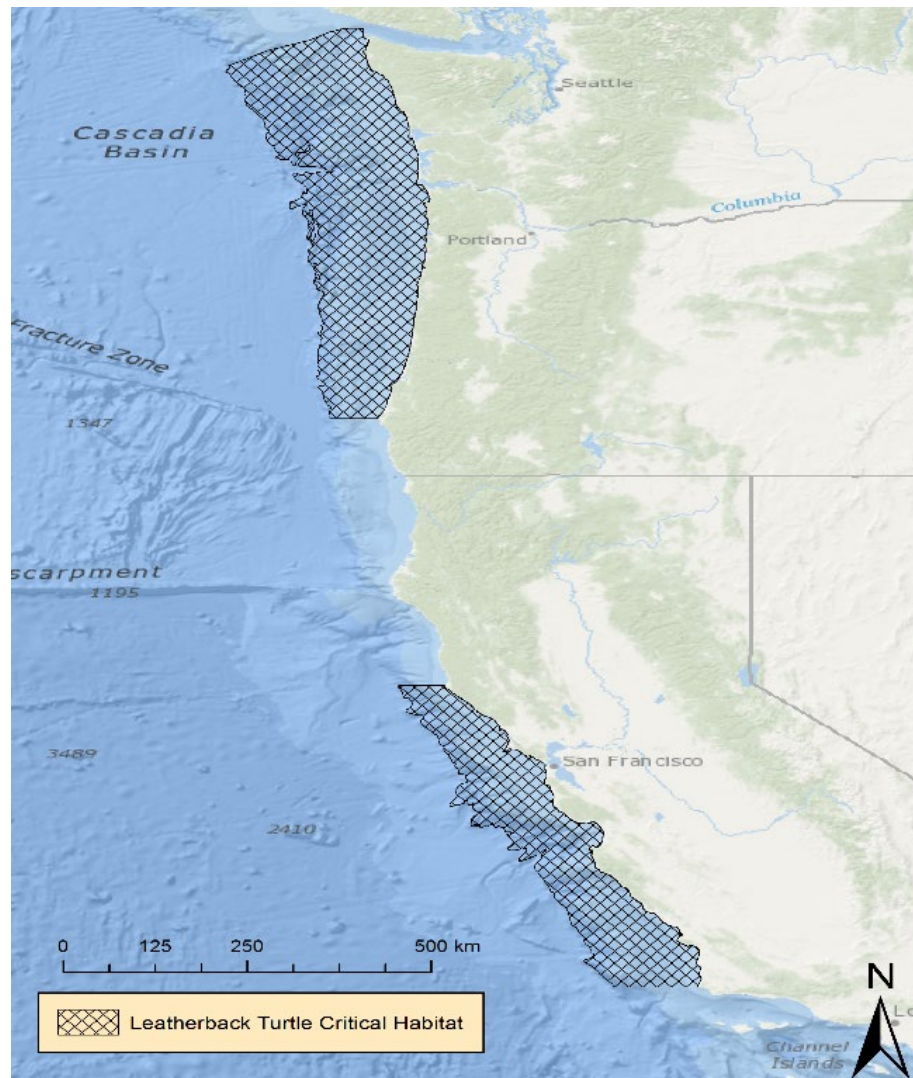 Seattle
Cascadia
Basin
Columbia
Portland
Fracture Zone
1347
scarpment
1195
San Francisco
3489
2410
0 125 250 500 km
N
Leatherback Turtle Critical Habitat
Lo
Channel
Islands